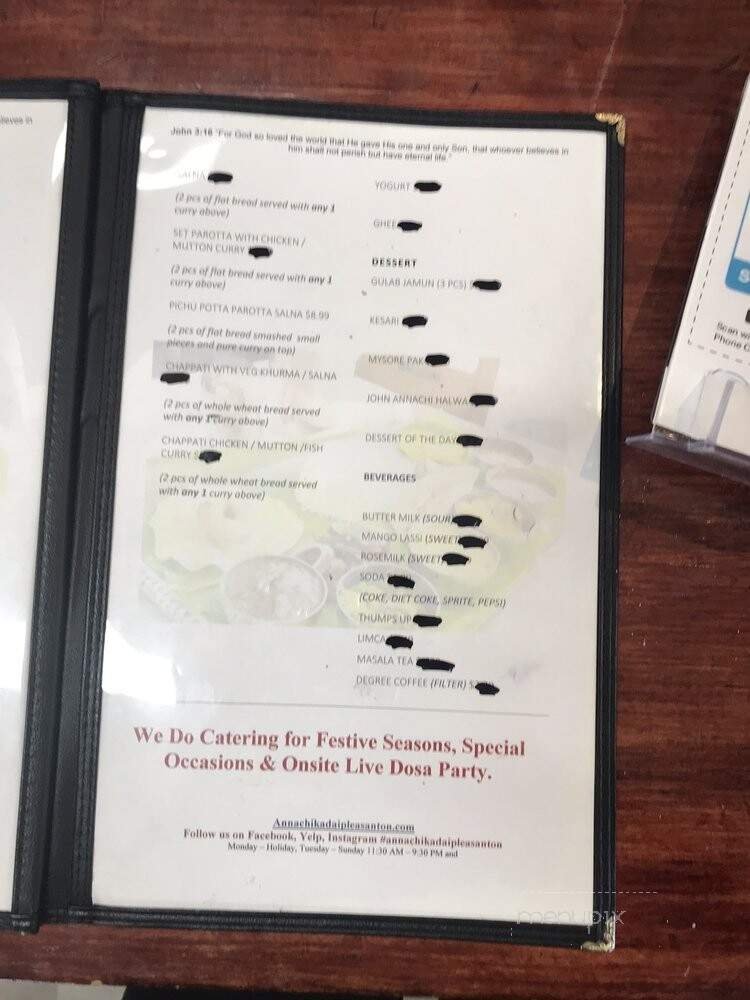 lieves in
John 3:16 "For God so loved the world that He gave His one and only Son, that whoever believes in
him shall not perish but have eternal life."
(2 pcs of flat bread served with any 1
curry above)
SET PAROTTA WITH CHICKEN /
MUTTON CURRY
(2 pcs of flat bread served with any 1
curry above)
PICHU POTTA PAROTTA SALNA $8.99
(2 pcs of flat bread smashed small
pieces and pure curry on top)
CHAPPATI WITH VEG KHURMA / SALNA
(2 pcs of whole wheat bread served
with any 1 curry above)
CHAPPATI CHICKEN / MUTTON /FISH
CURRY $
(2 pcs of whole wheat bread served
with any 1 curry above)
YOGURT
GHEE
DESSERT
GULAB JAMUN (3 PCS)
KESARI
MYSORE PAK
JOHN ANNACHI HALWA
DESSERT OF THE DAY
BEVERAGES
BUTTER MILK (SOUR
MANGO LASSI (SWEET
ROSEMILK (SWEET)
SODA
(COKE, DIET COKE, SPRITE, PEPSI)
THUMPS UP
LIMCA
MASALA TEA
DEGREE COFFEE (FILTER) $
We Do Catering for Festive Seasons, Special
Occasions & Onsite Live Dosa Party.
Annachikadaipleasanton.com
Follow us on Facebook, Yelp, Instagram #annachikadaipleasanton
Monday – Holiday, Tuesday – Sunday 11:30 AM – 9:30 PM and
S
Scan w
Phone C
menupix